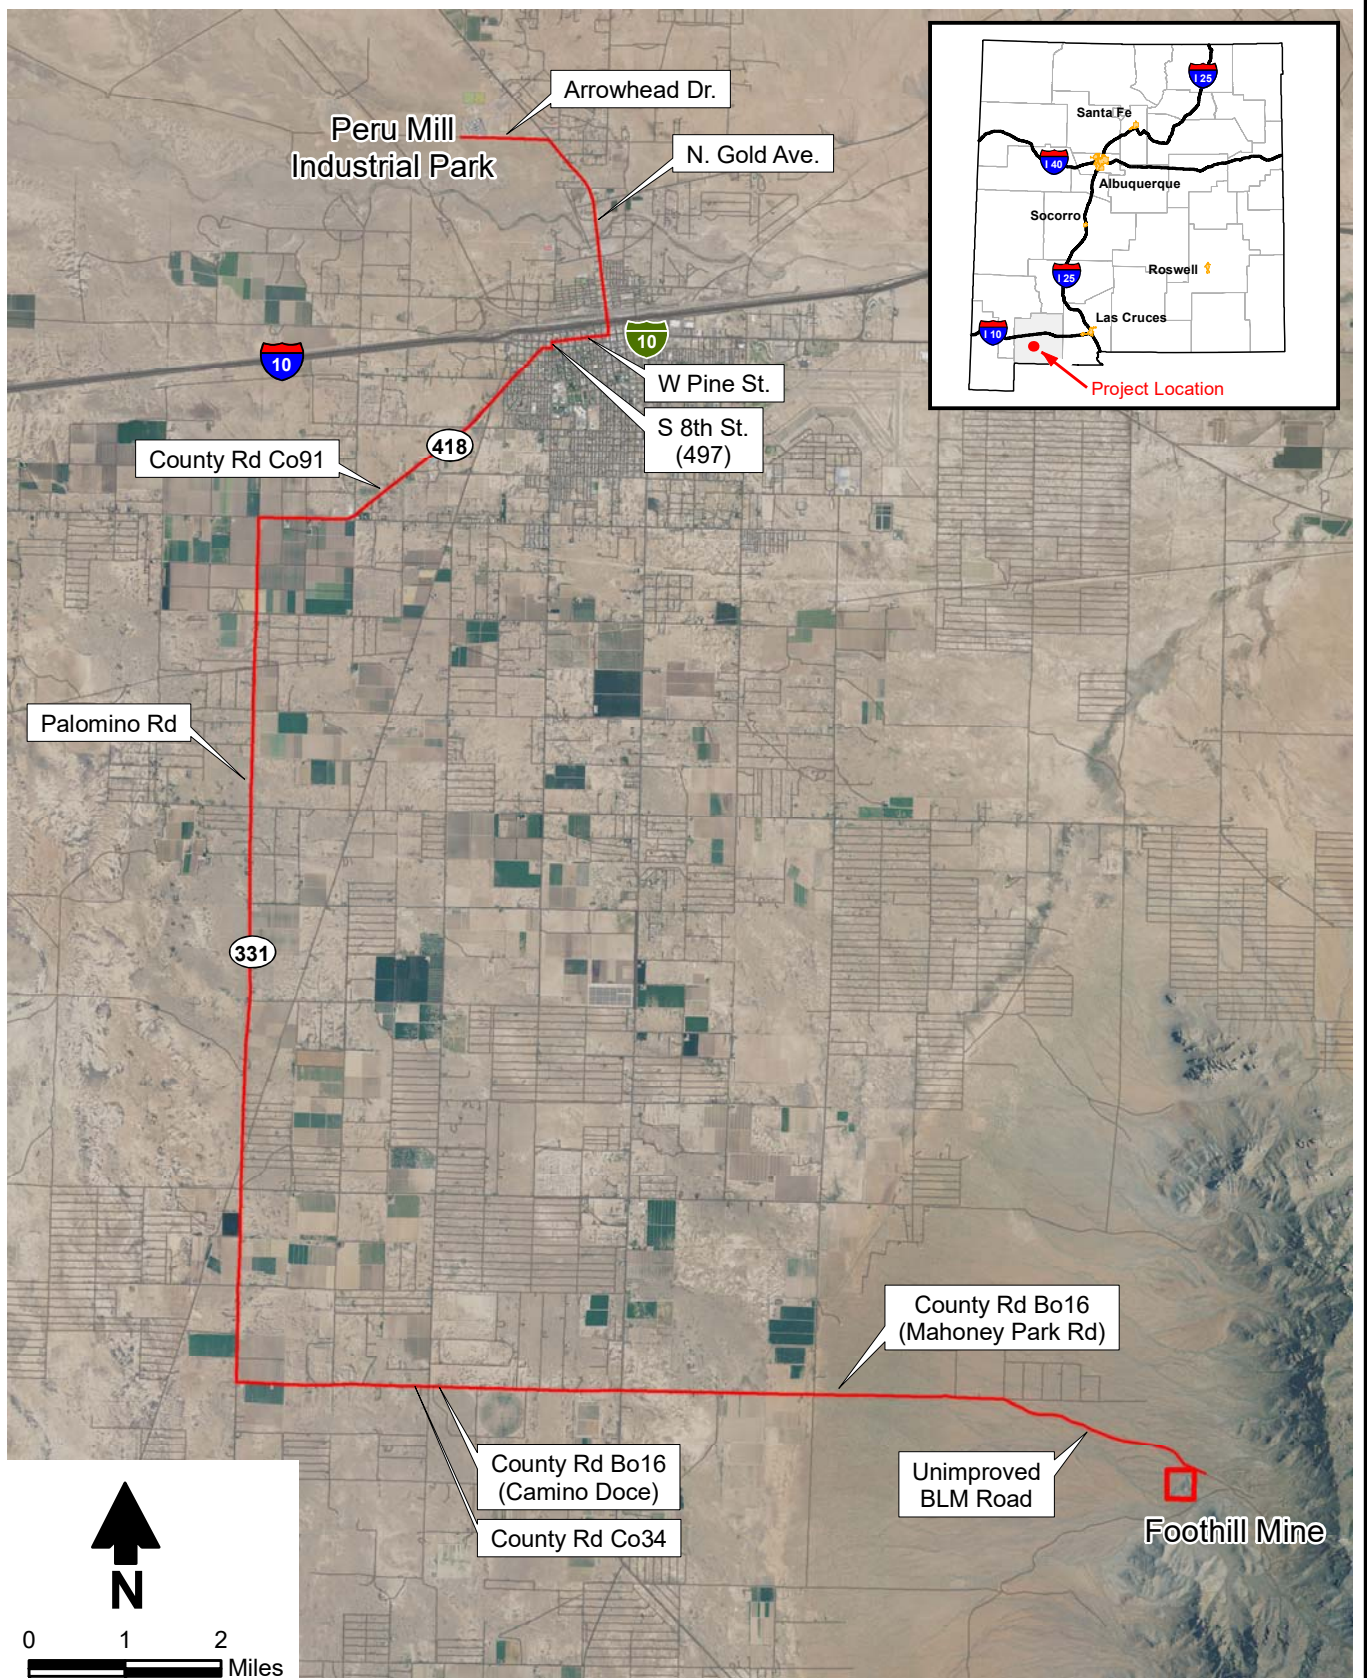 Arrowhead Dr.
Peru Mill
Industrial Park
N. Gold Ave.
I 25
Santa Fe
I 40
Albuquerque
Socorro
Roswell
I 25
Las Cruces
I 10
Project Location
10
10
W Pine St.
S 8th St.
(497)
418
County Rd Co91
Palomino Rd
331
County Rd Bo16
(Mahoney Park Rd)
County Rd Bo16
(Camino Doce)
County Rd Co34
Unimproved
BLM Road
Foothill Mine
N
0 1 2
Miles